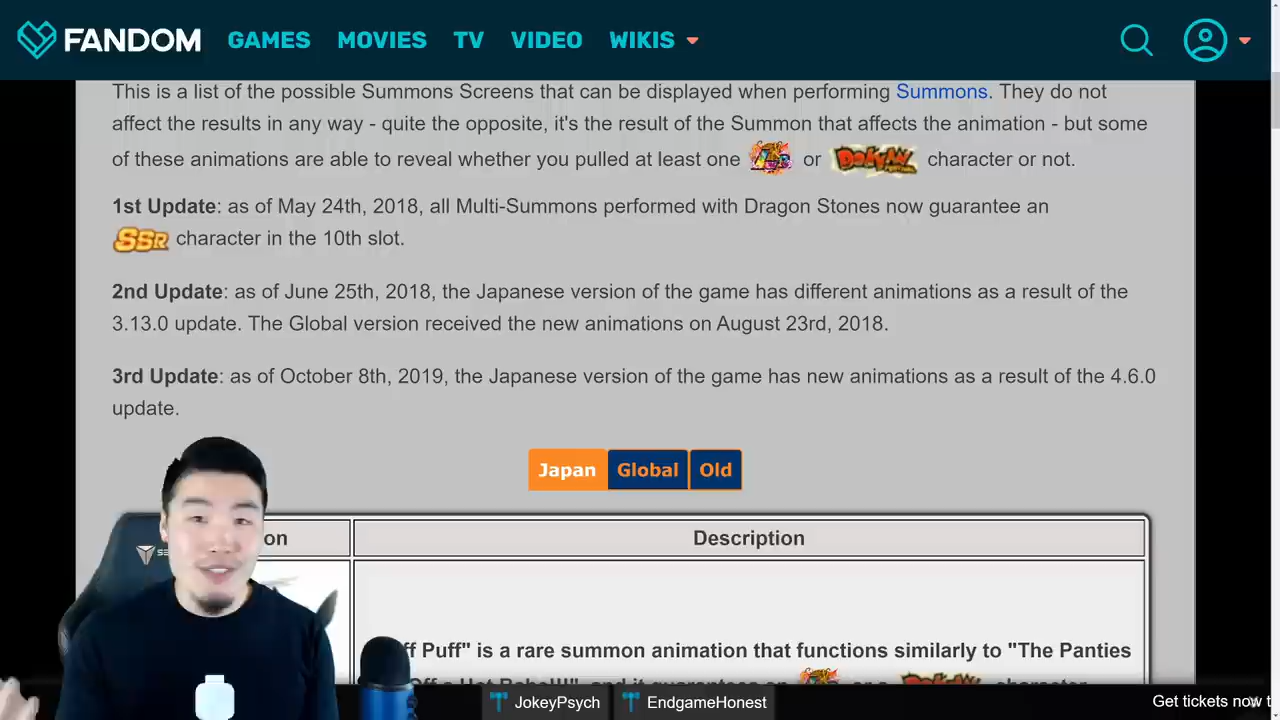 FANDOM GAMES MOVIES TV VIDEO WIKIS
This is a list of the possible Summons Screens that can be displayed when performing Summons. They do not
affect the results in any way - quite the opposite, it's the result of the Summon that affects the animation - but some
of these animations are able to reveal whether you pulled at least one LR or DOKKAN FESTIVAL character or not.
1st Update: as of May 24th, 2018, all Multi-Summons performed with Dragon Stones now guarantee an
SSR character in the 10th slot.
2nd Update: as of June 25th, 2018, the Japanese version of the game has different animations as a result of the
3.13.0 update. The Global version received the new animations on August 23rd, 2018.
3rd Update: as of October 8th, 2019, the Japanese version of the game has new animations as a result of the 4.6.0
update.
Japan Global Old
on Description
ff Puff" is a rare summon animation that functions similarly to "The Panties
JokeyPsych EndgameHonest Get tickets now t